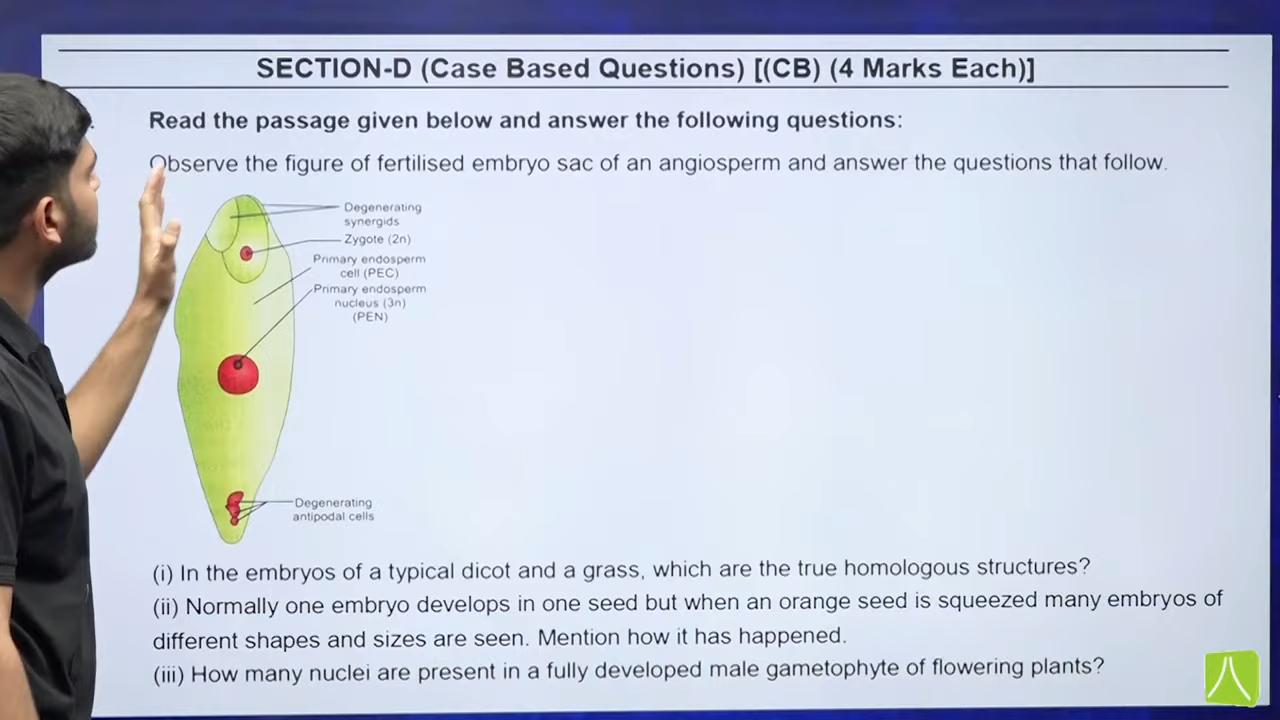 SECTION-D (Case Based Questions) [(CB) (4 Marks Each)]
Read the passage given below and answer the following questions:
Observe the figure of fertilised embryo sac of an angiosperm and answer the questions that follow.
Degenerating
synergids
Zygote (2n)
Primary endosperm
cell (PEC)
Primary endosperm
nucleus (3n)
(PEN)
Degenerating
antipodal cells
(i) In the embryos of a typical dicot and a grass, which are the true homologous structures?
(ii) Normally one embryo develops in one seed but when an orange seed is squeezed many embryos of
different shapes and sizes are seen. Mention how it has happened.
(iii) How many nuclei are present in a fully developed male gametophyte of flowering plants?